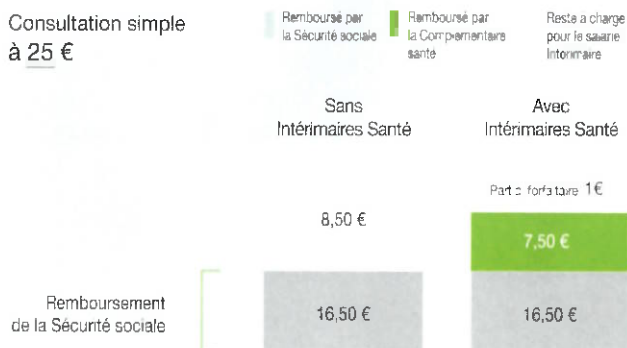 Consultation simple
à 25 €
Remboursé par
la Sécurité sociale
Remboursé par
la Complémentaire
santé
Reste à charge
pour le salarié
Intérimaire
Sans
Intérimaires Santé
Avec
Intérimaires Santé
Part forfaitaire 1€
8,50 €
7,50 €
Remboursement
de la Sécurité sociale
16,50 €
16,50 €